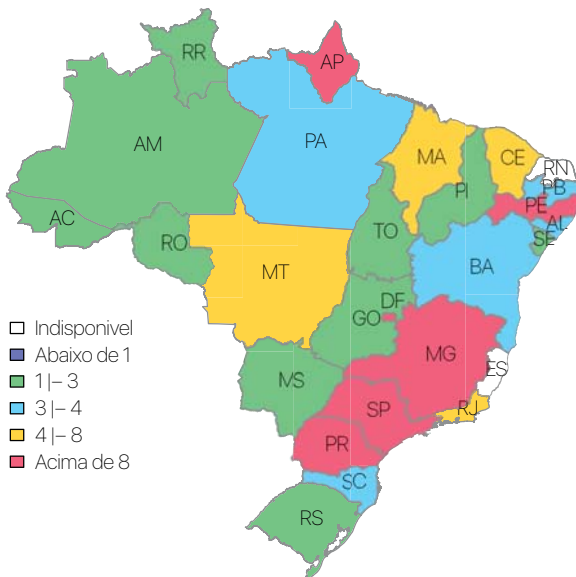 RR
AP
AM
PA
MA
CE
RN
PB
PI
PE
AL
SE
AC
RO
TO
BA
MT
DF
GO
MG
ES
MS
SP
RJ
PR
SC
RS
Indisponivel
Abaixo de 1
1 |– 3
3 |– 4
4 |– 8
Acima de 8